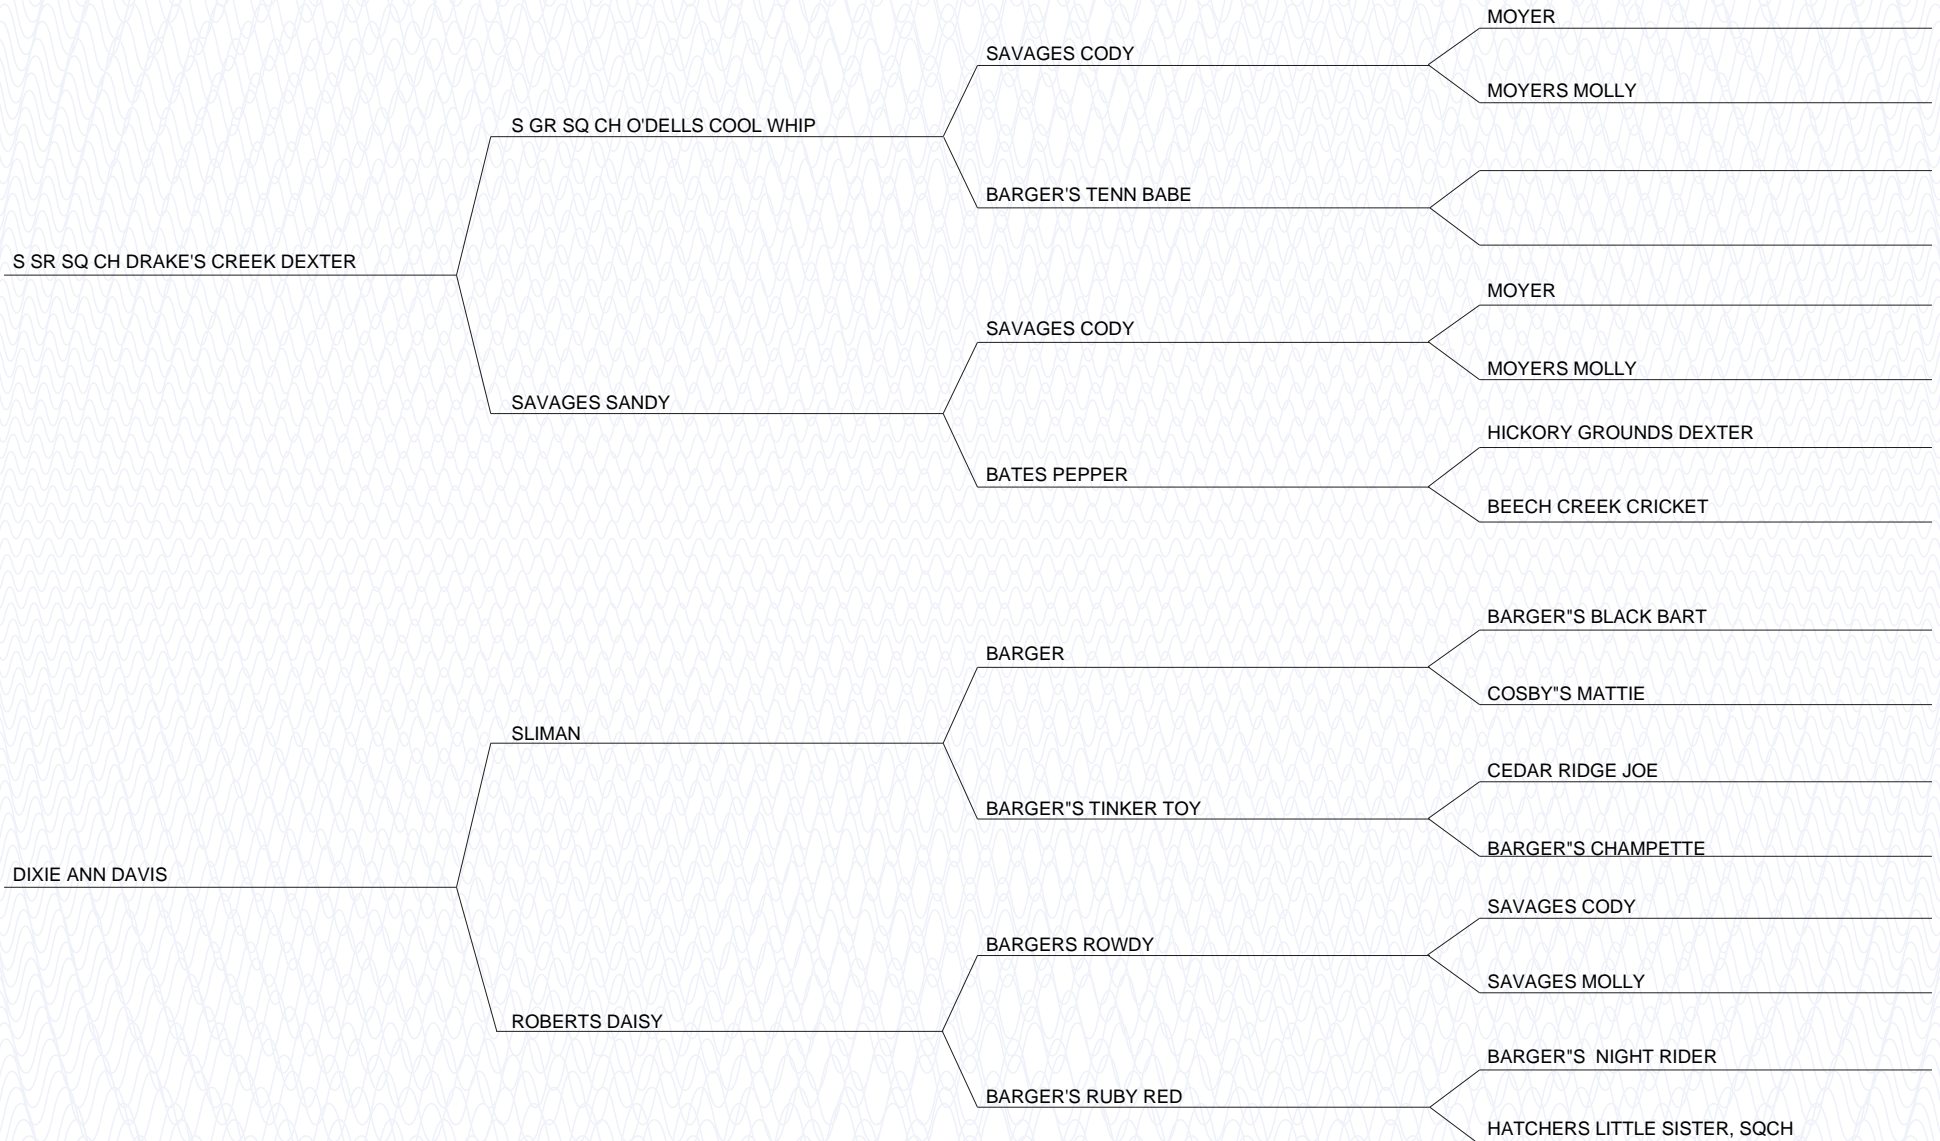 MOYER
SAVAGES CODY
MOYERS MOLLY
S GR SQ CH O'DELLS COOL WHIP
BARGER'S TENN BABE
S SR SQ CH DRAKE'S CREEK DEXTER
MOYER
SAVAGES CODY
MOYERS MOLLY
SAVAGES SANDY
HICKORY GROUNDS DEXTER
BATES PEPPER
BEECH CREEK CRICKET
BARGER"S BLACK BART
BARGER
COSBY"S MATTIE
SLIMAN
CEDAR RIDGE JOE
BARGER"S TINKER TOY
BARGER"S CHAMPETTE
DIXIE ANN DAVIS
SAVAGES CODY
BARGERS ROWDY
SAVAGES MOLLY
ROBERTS DAISY
BARGER"S  NIGHT RIDER
BARGER'S RUBY RED
HATCHERS LITTLE SISTER, SQCH